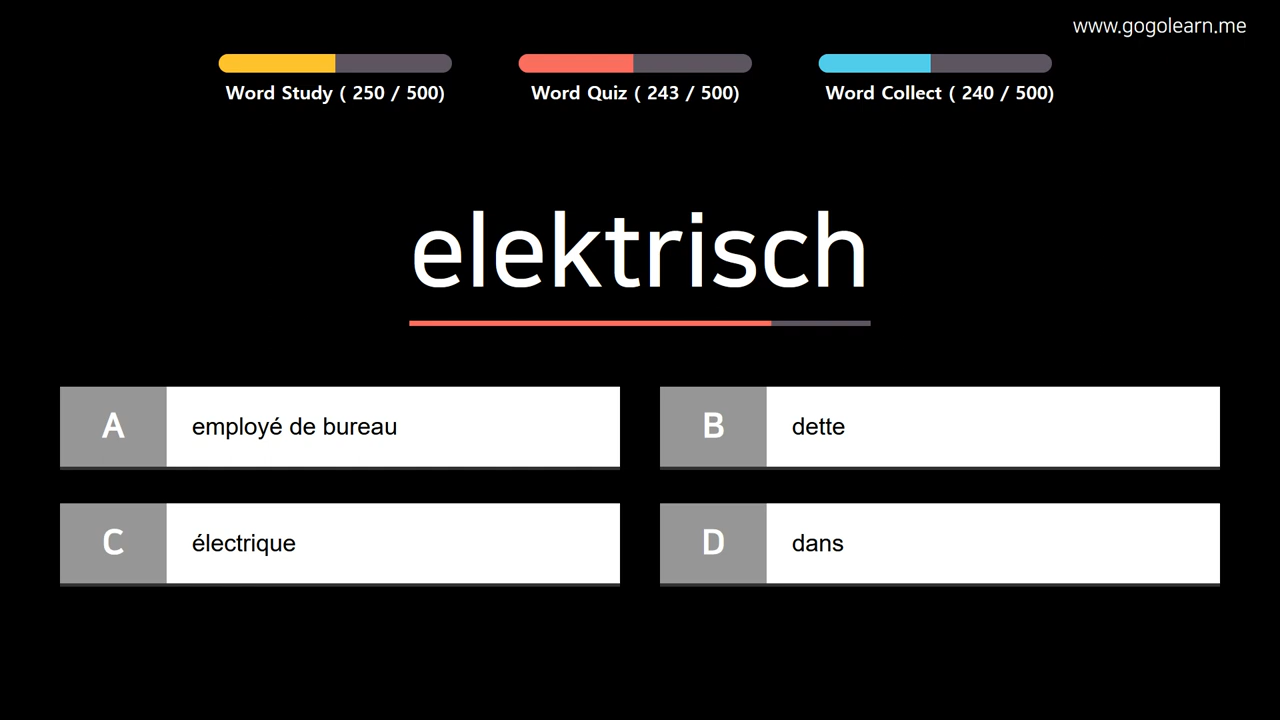 www.gogolearn.me
Word Study ( 250 / 500)
Word Quiz ( 243 / 500)
Word Collect ( 240 / 500)
elektrisch
A employé de bureau
B dette
C électrique
D dans